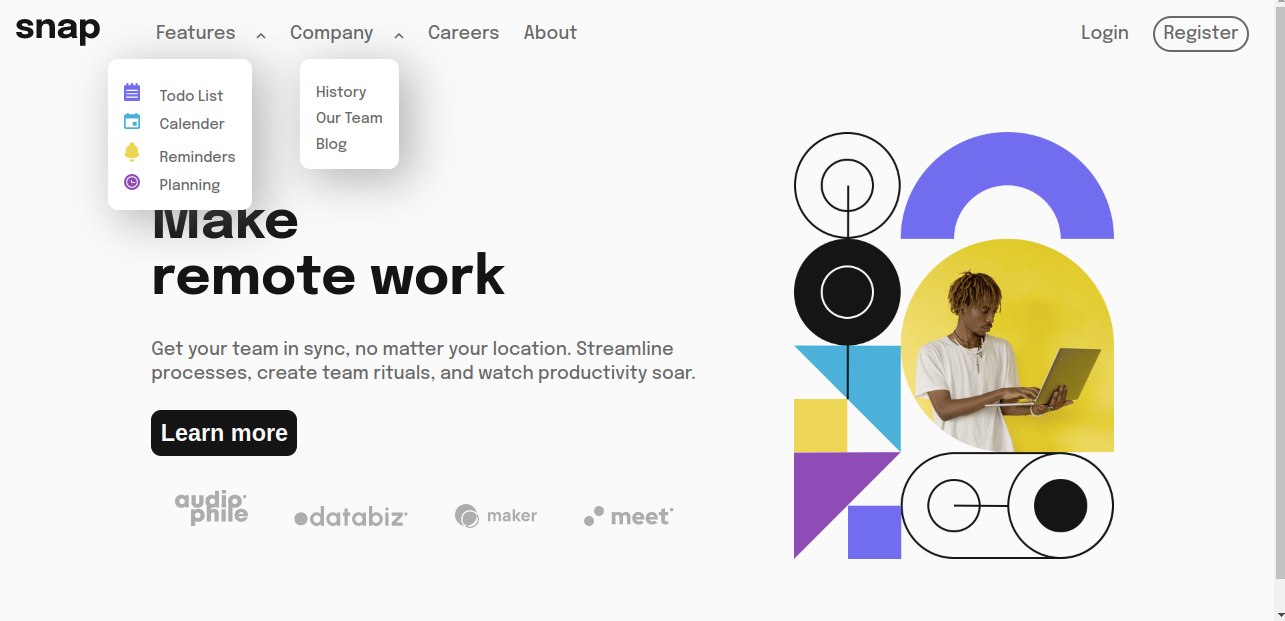 snap
Features
Company
Careers
About
Login
Register
Todo List
Calender
Reminders
Planning
History
Our Team
Blog
Make
remote work
Get your team in sync, no matter your location. Streamline
processes, create team rituals, and watch productivity soar.
Learn more
audio
phile
databiz
maker
meet